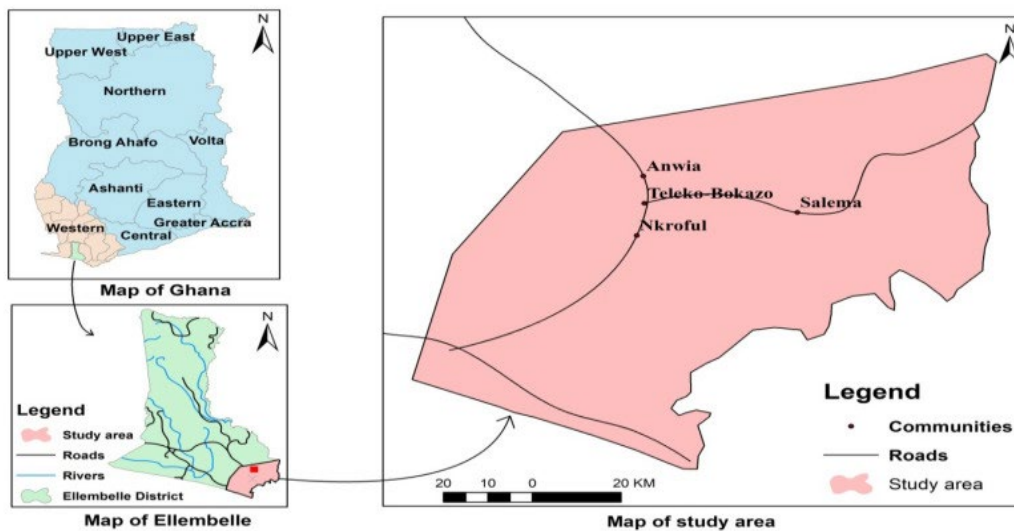 N
Upper East
Upper West
Northern
Brong Ahafo
Volta
Ashanti
Eastern
Greater Accra
Western
Central
Map of Ghana
N
Legend
Study area
Roads
Rivers
Ellembelle District
Map of Ellembelle
N
Anwia
Teleko-Bokazo
Salema
Nkroful
Legend
Communities
Roads
Study area
20 10 0 20 KM
Map of study area